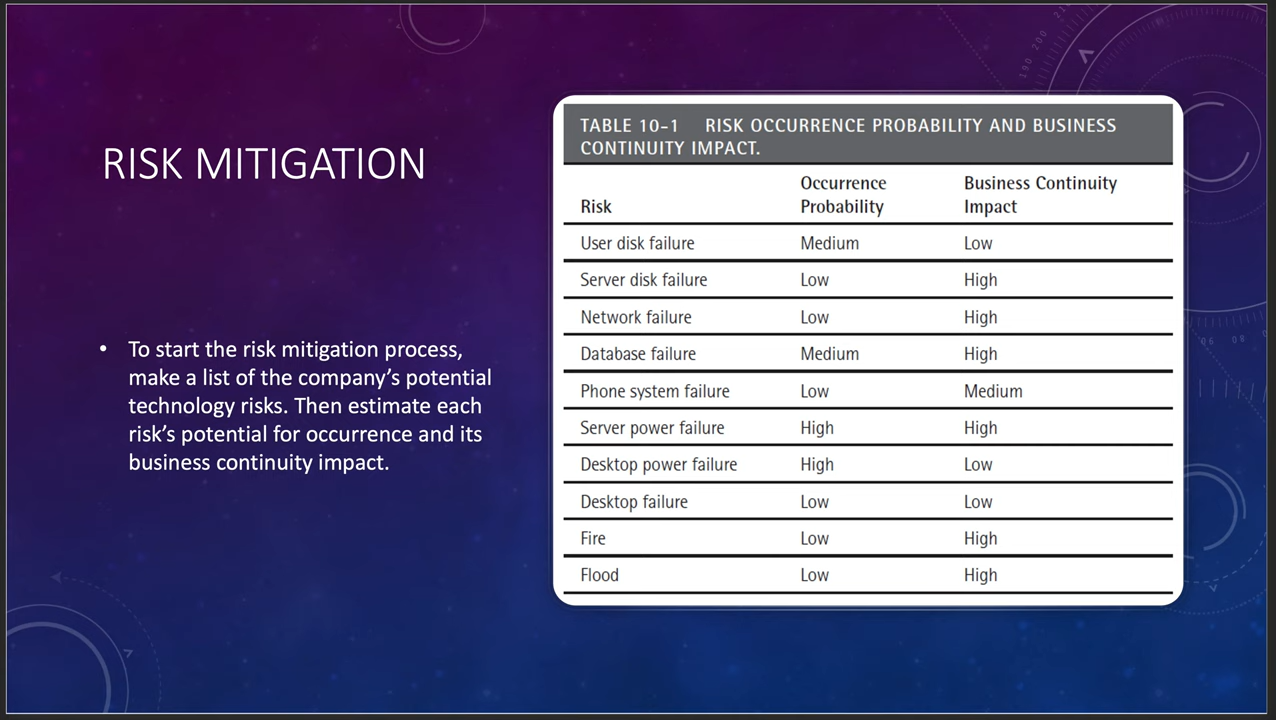 RISK MITIGATION
• To start the risk mitigation process,
make a list of the company's potential
technology risks. Then estimate each
risk's potential for occurrence and its
business continuity impact.
TABLE 10-1 RISK OCCURRENCE PROBABILITY AND BUSINESS
CONTINUITY IMPACT.
Risk Occurrence Probability Business Continuity Impact
User disk failure Medium Low
Server disk failure Low High
Network failure Low High
Database failure Medium High
Phone system failure Low Medium
Server power failure High High
Desktop power failure High Low
Desktop failure Low Low
Fire Low High
Flood Low High